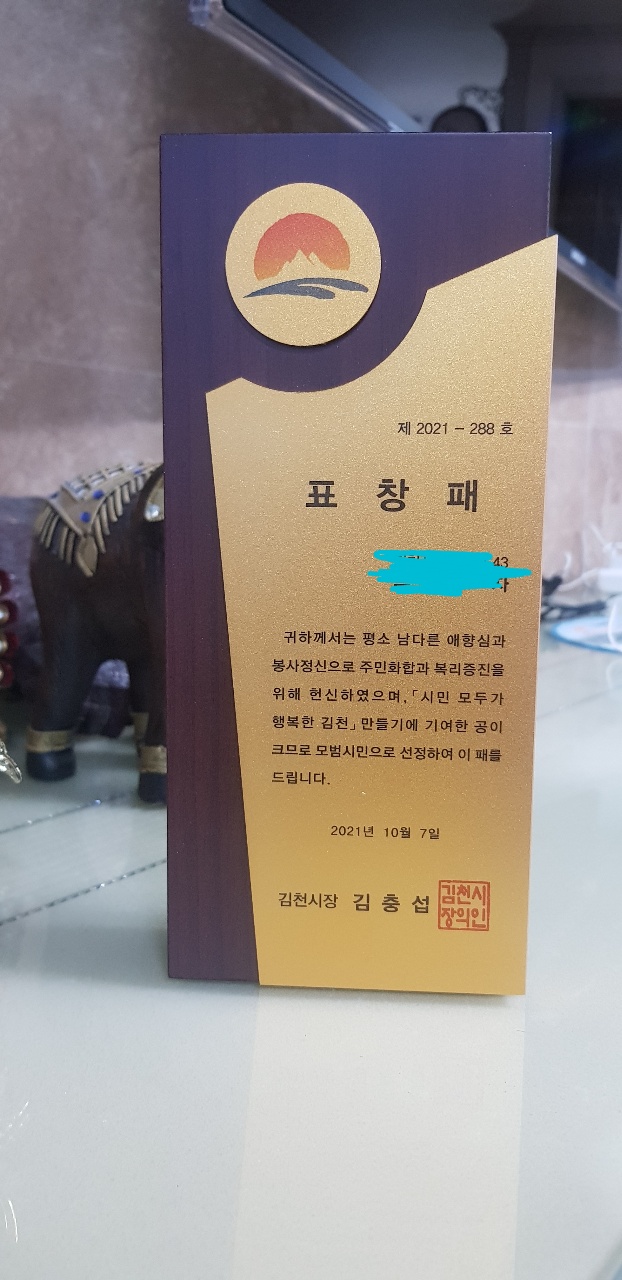 제 2021 - 288 호
표 창 패
43
귀하께서는 평소 남다른 애향심과
봉사정신으로 주민화합과 복리증진을
위해 헌신하였으며,「시민 모두가
행복한 김천」만들기에 기여한 공이
크므로 모범시민으로 선정하여 이 패를
드립니다.
2021년 10월 7일
김천시장 김 충 섭
김천시
장의인